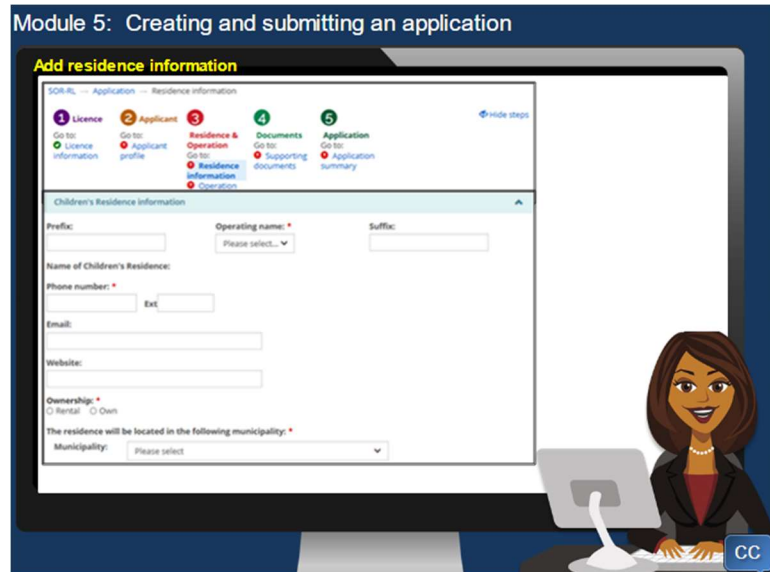 Module 5: Creating and submitting an application
Add residence information
SOR-RL → Application → Residence information
1 Licence 2 Applicant 3 4 5 Hide steps
Go to: Go to: Residence & Documents Application
Licence Applicant Operation Go to: Go to:
information profile Go to: Supporting Application
Residence documents summary
information
Operation
Children's Residence information
Prefix: Operating name: * Suffix:
Please select...
Name of Children's Residence:
Phone number: *
Ext
Email:
Website:
Ownership: *
Rental Own
The residence will be located in the following municipality: *
Municipality: Please select
CC